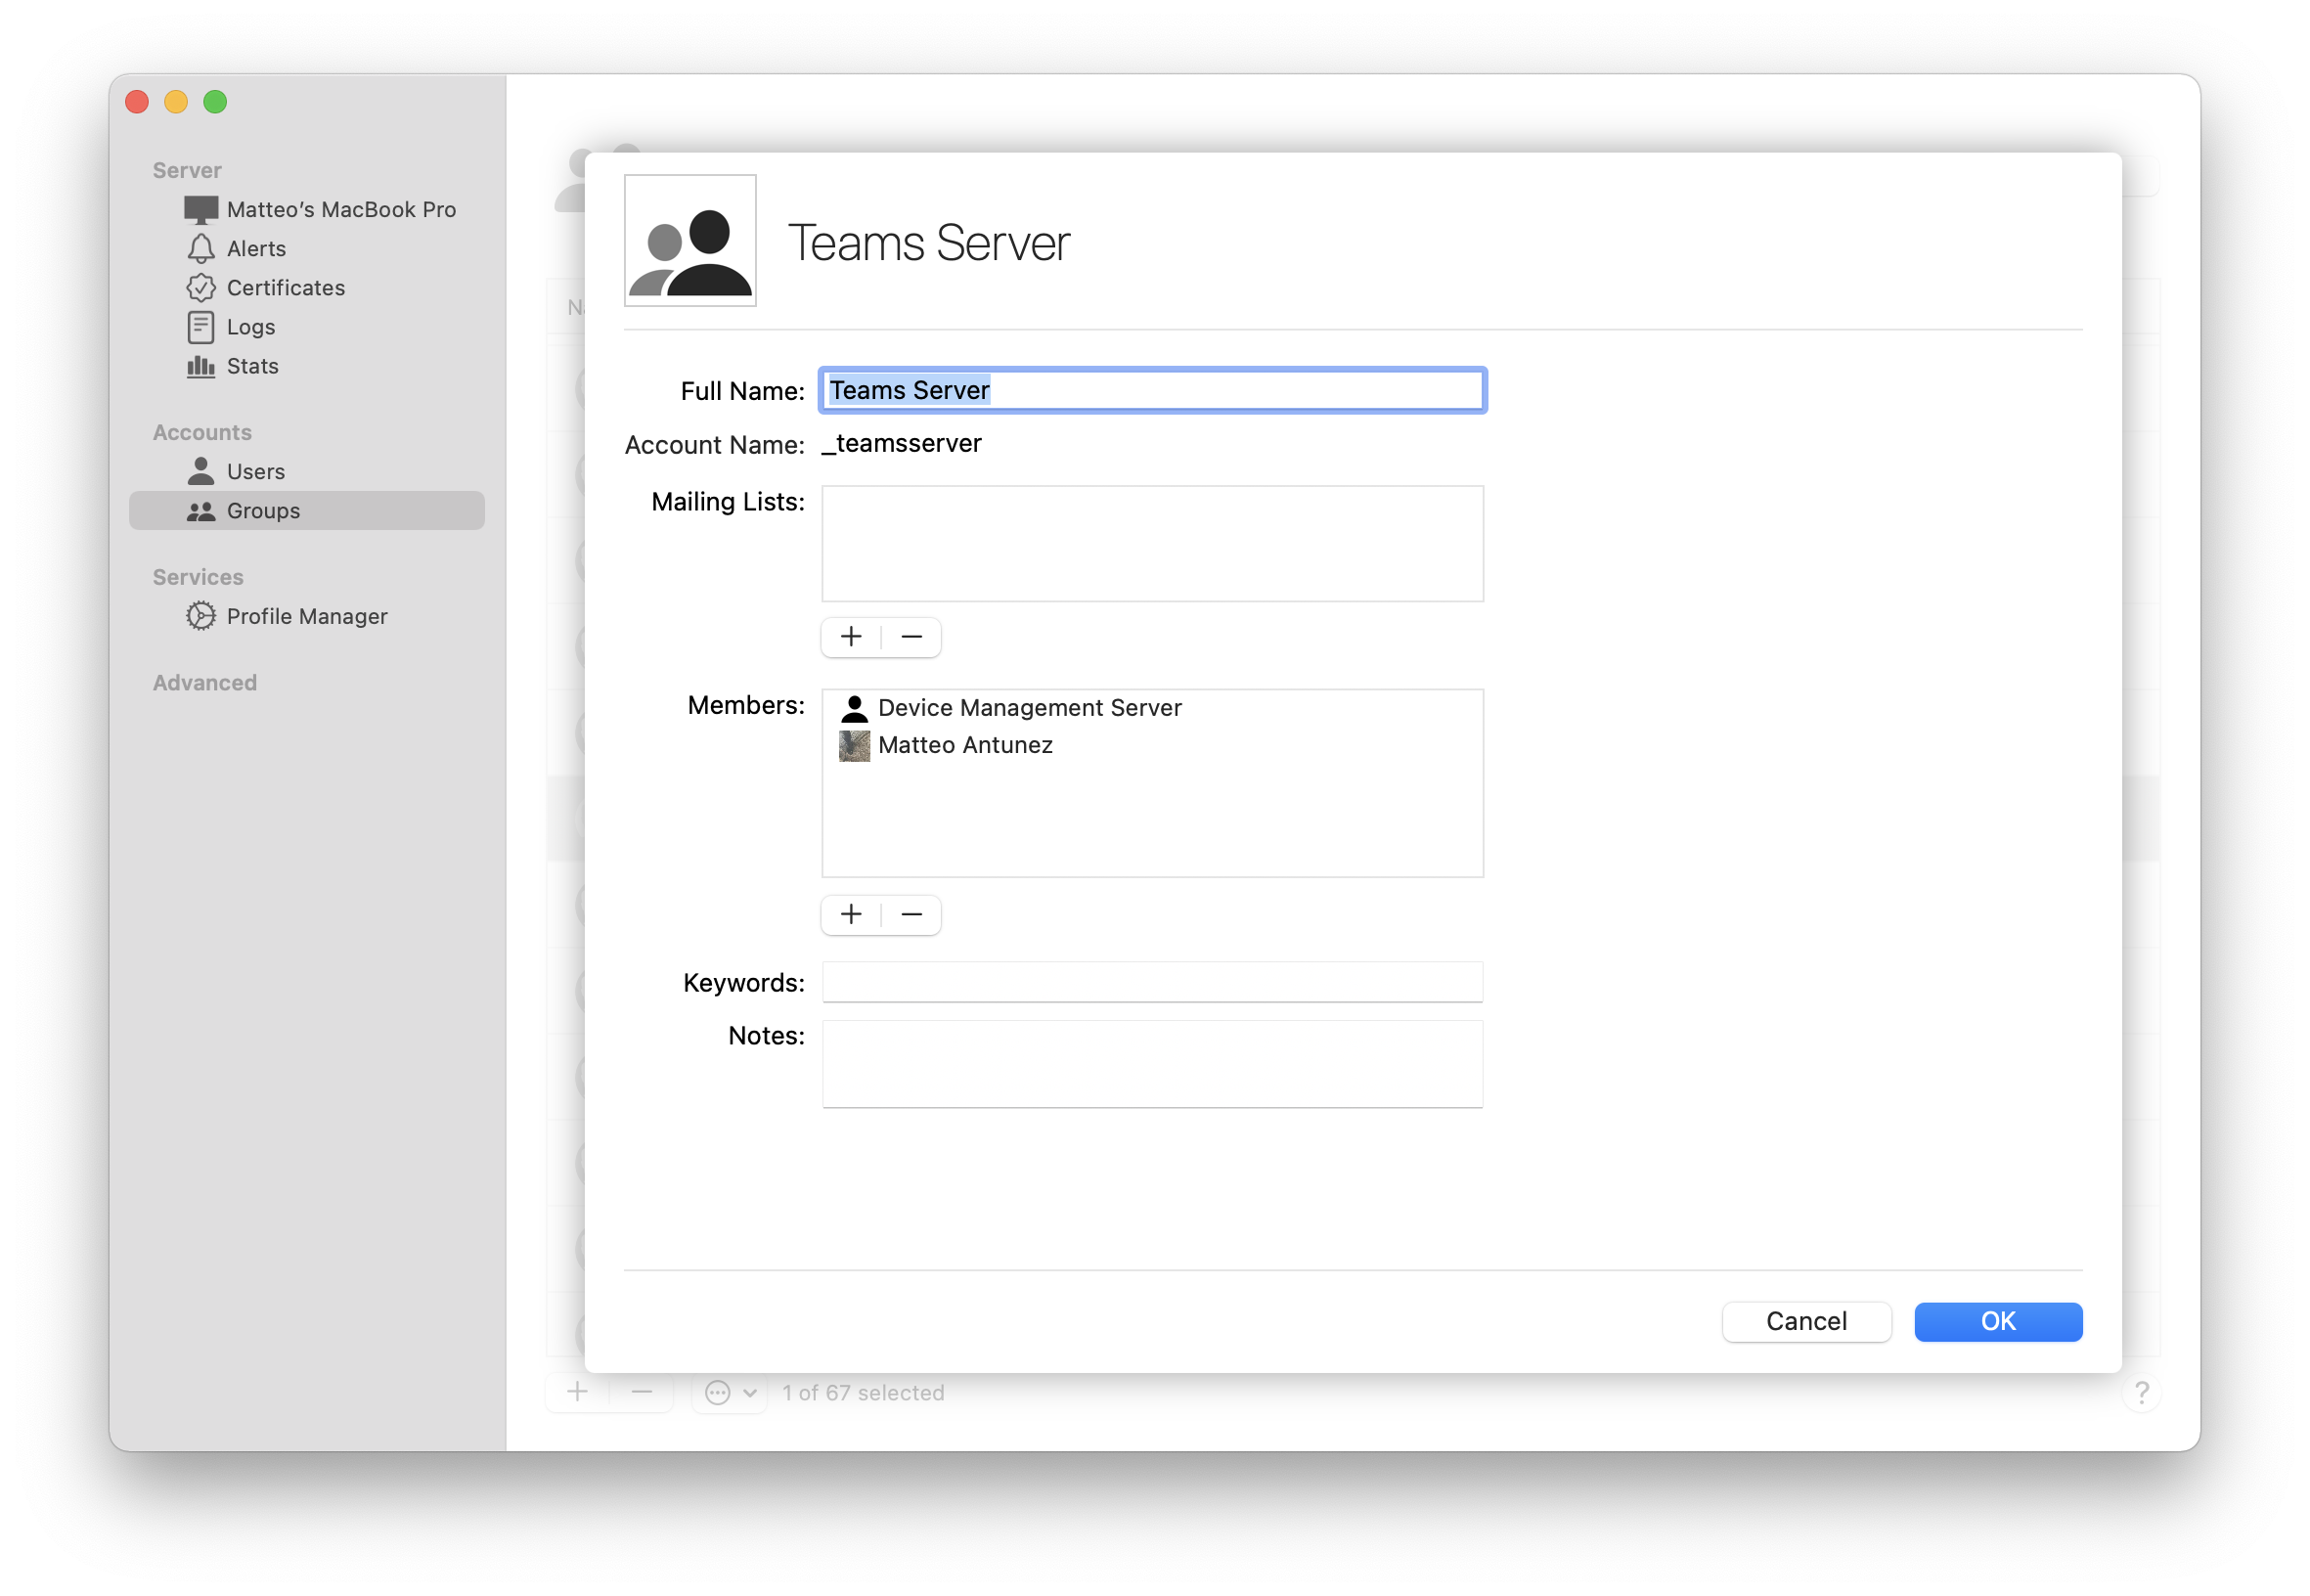 Server
Matteo’s MacBook Pro
Alerts
Certificates
Logs
Stats
Accounts
Users
Groups
Services
Profile Manager
Advanced
Teams Server
Full Name: Teams Server
Account Name: _teamsserver
Mailing Lists:
Members:
Device Management Server
Matteo Antunez
Keywords:
Notes:
Cancel
OK
1 of 67 selected
?